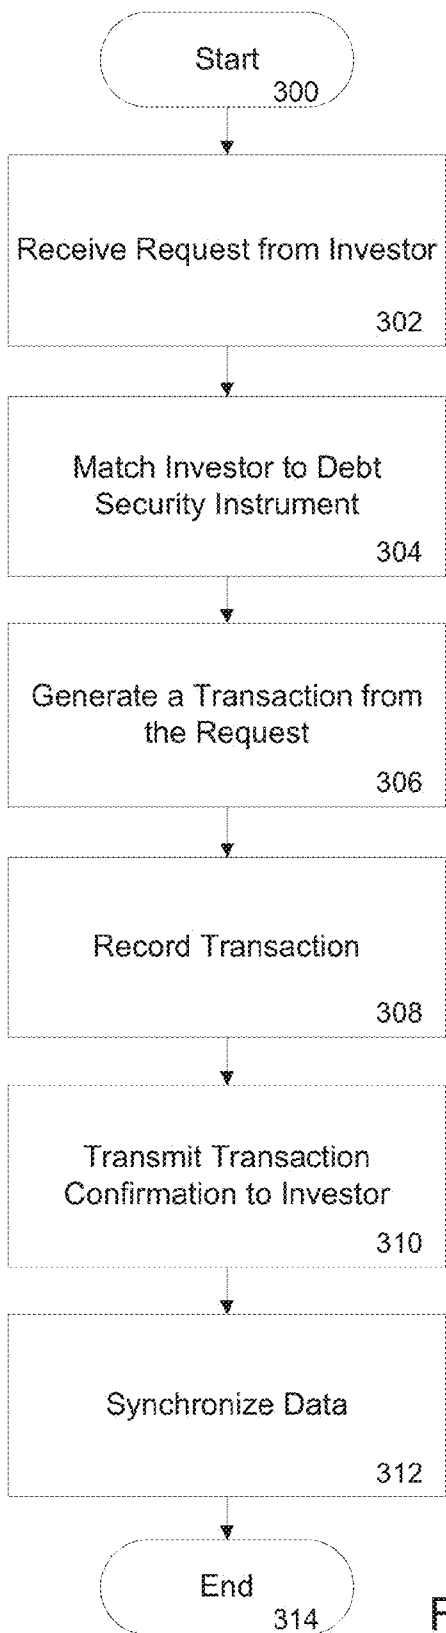 Start
300
Receive Request from Investor
302
Match Investor to Debt
Security Instrument
304
Generate a Transaction from
the Request
306
Record Transaction
308
Transmit Transaction
Confirmation to Investor
310
Synchronize Data
312
End
314